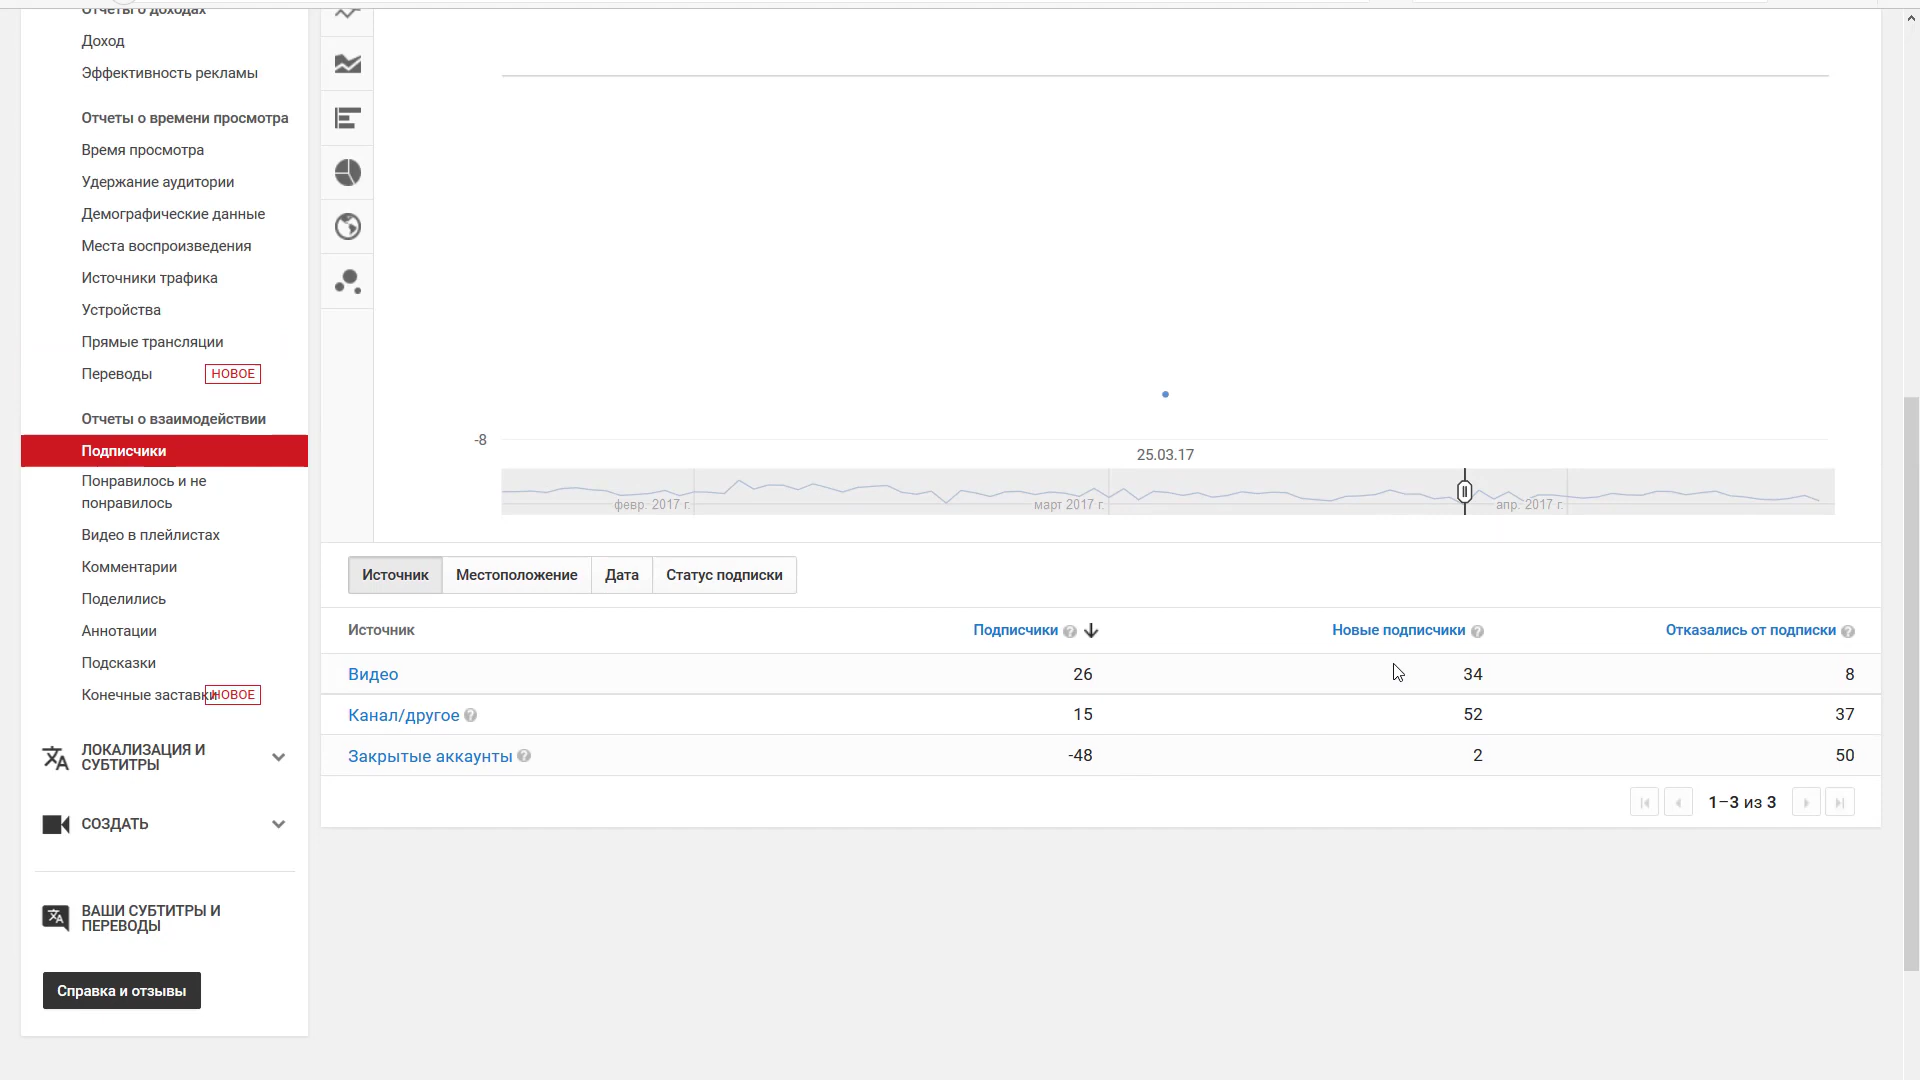 Отчеты о доходах
Доход
Эффективность рекламы
Отчеты о времени просмотра
Время просмотра
Удержание аудитории
Демографические данные
Места воспроизведения
Источники трафика
Устройства
Прямые трансляции
Переводы НОВОЕ
Отчеты о взаимодействии
Подписчики
Понравилось и не
понравилось
Видео в плейлистах
Комментарии
Поделились
Аннотации
Подсказки
Конечные заставки НОВОЕ
ЛОКАЛИЗАЦИЯ И
СУБТИТРЫ
СОЗДАТЬ
ВАШИ СУБТИТРЫ И
ПЕРЕВОДЫ
Справка и отзывы
-8
25.03.17
февр. 2017 г. март 2017 г. апр. 2017 г.
Источник Местоположение Дата Статус подписки
Источник Подписчики ? Новые подписчики ? Отказались от подписки ?
Видео 26 34 8
Канал/другое ? 15 52 37
Закрытые аккаунты ? -48 2 50
1–3 из 3